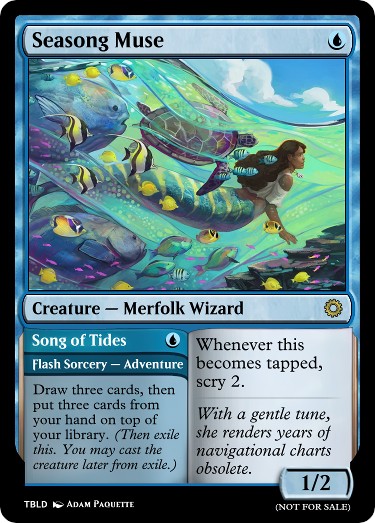 Seasong Muse
Creature — Merfolk Wizard
Song of Tides
Flash Sorcery — Adventure
Draw three cards, then
put three cards from
your hand on top of
your library. (Then exile
this. You may cast the
creature later from exile.)
Whenever this
becomes tapped,
scry 2.
With a gentle tune,
she renders years of
navigational charts
obsolete.
1/2
TBLD Adam Paquette
(NOT FOR SALE)